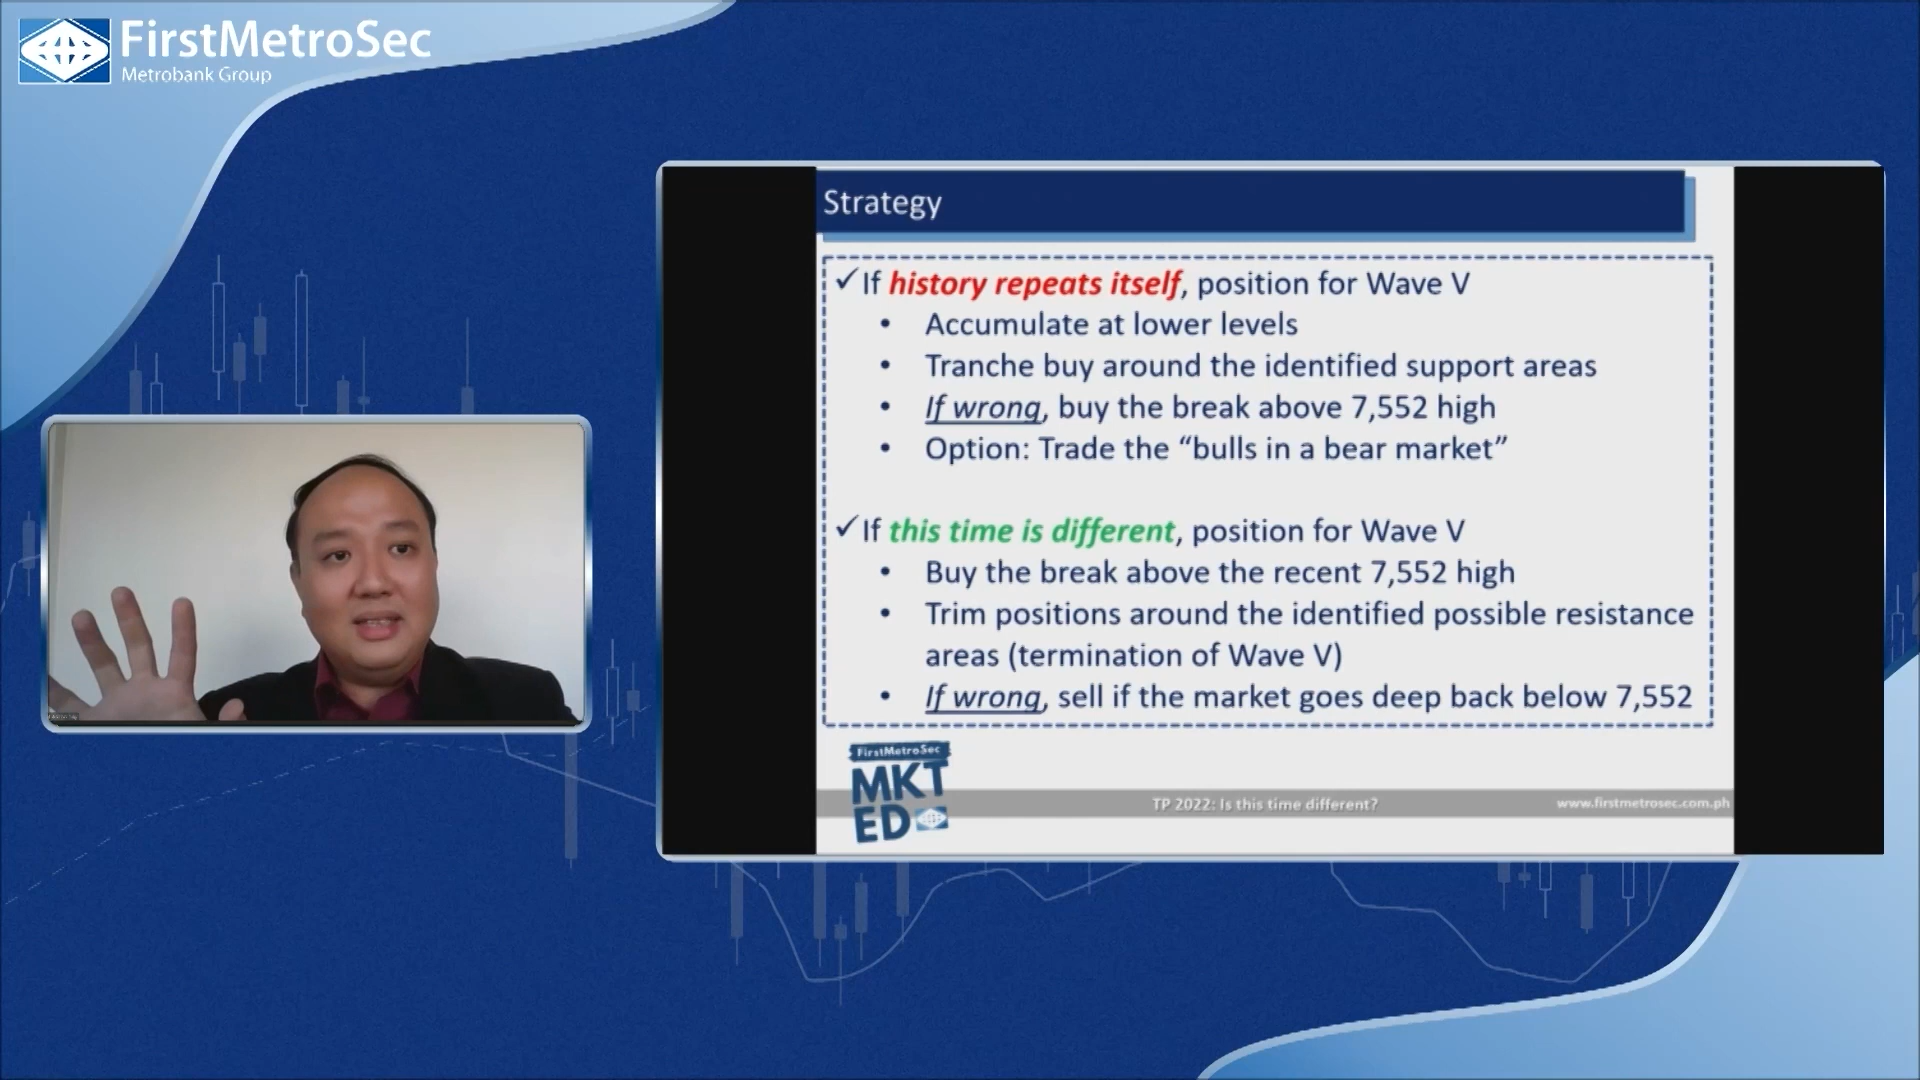 FirstMetroSec
Metrobank Group
Strategy
✓If history repeats itself, position for Wave V
• Accumulate at lower levels
• Tranche buy around the identified support areas
• If wrong, buy the break above 7,552 high
• Option: Trade the “bulls in a bear market”
✓If this time is different, position for Wave V
• Buy the break above the recent 7,552 high
• Trim positions around the identified possible resistance
areas (termination of Wave V)
• If wrong, sell if the market goes deep back below 7,552
FirstMetroSec
MKT
ED
TP 2022: Is this time different?
www.firstmetrosec.com.ph